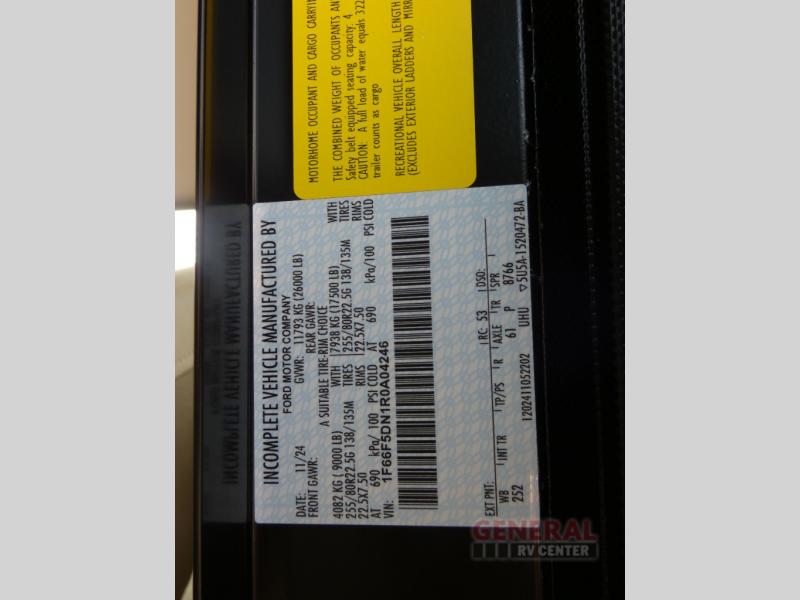 MOTORHOME OCCUPANT AND CARGO
THE COMBINED WEIGHT OF OCCUPANTS
Safety belt equipped seating capacity: 4
CAUTION: A full load of water equals 322
trailer counts as cargo
RECREATIONAL VEHICLE OVERALL LENGTH
(EXCLUDES EXTERIOR LADDERS AND
INCOMPLETE VEHICLE MANUFACTURED BY
FORD MOTOR COMPANY
DATE: 11/24 GVWR: 11793 KG (26000 LB)
FRONT GAWR: REAR GAWR:
A SUITABLE TIRE-RIM CHOICE
4082 KG ( 9000 LB) WITH 7938 KG (17500 LB) WITH
255/80R22.5G 138/135M TIRES 255/80R22.5G 138/135M TIRES
22.5X7.50 RIMS 22.5X7.50 RIMS
AT 690 kPa/ 100 PSI COLD AT 690 kPa/100 PSI COLD
VIN: 1F66F5DN1R0A04246
EXT PNT: RC: 53 DSO:
WB INT TR TP/PS R AXLE TR SPR
252 61 P B766
1202411052202 UHU ▽5U5A-1520472-BA
GENERAL
RV CENTER